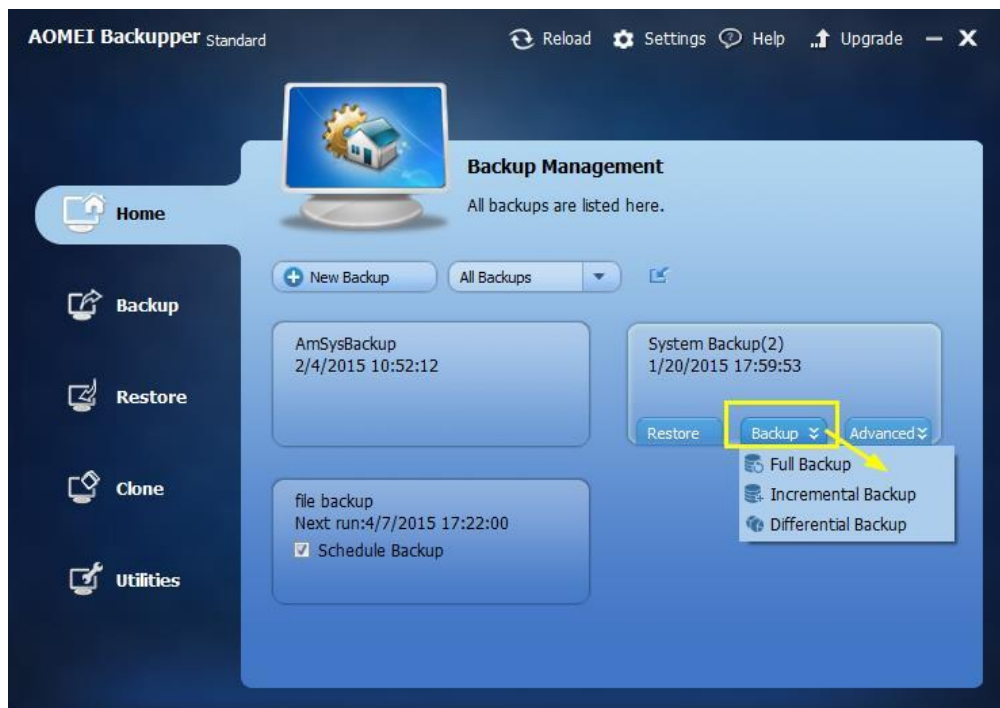 AOMEI Backupper Standard
Reload Settings Help Upgrade
Backup Management
All backups are listed here.
Home
New Backup All Backups
Backup
AmSysBackup
2/4/2015 10:52:12
System Backup(2)
1/20/2015 17:59:53
Restore
Restore Backup Advanced
Full Backup
Incremental Backup
Differential Backup
Clone
file backup
Next run:4/7/2015 17:22:00
Schedule Backup
Utilities